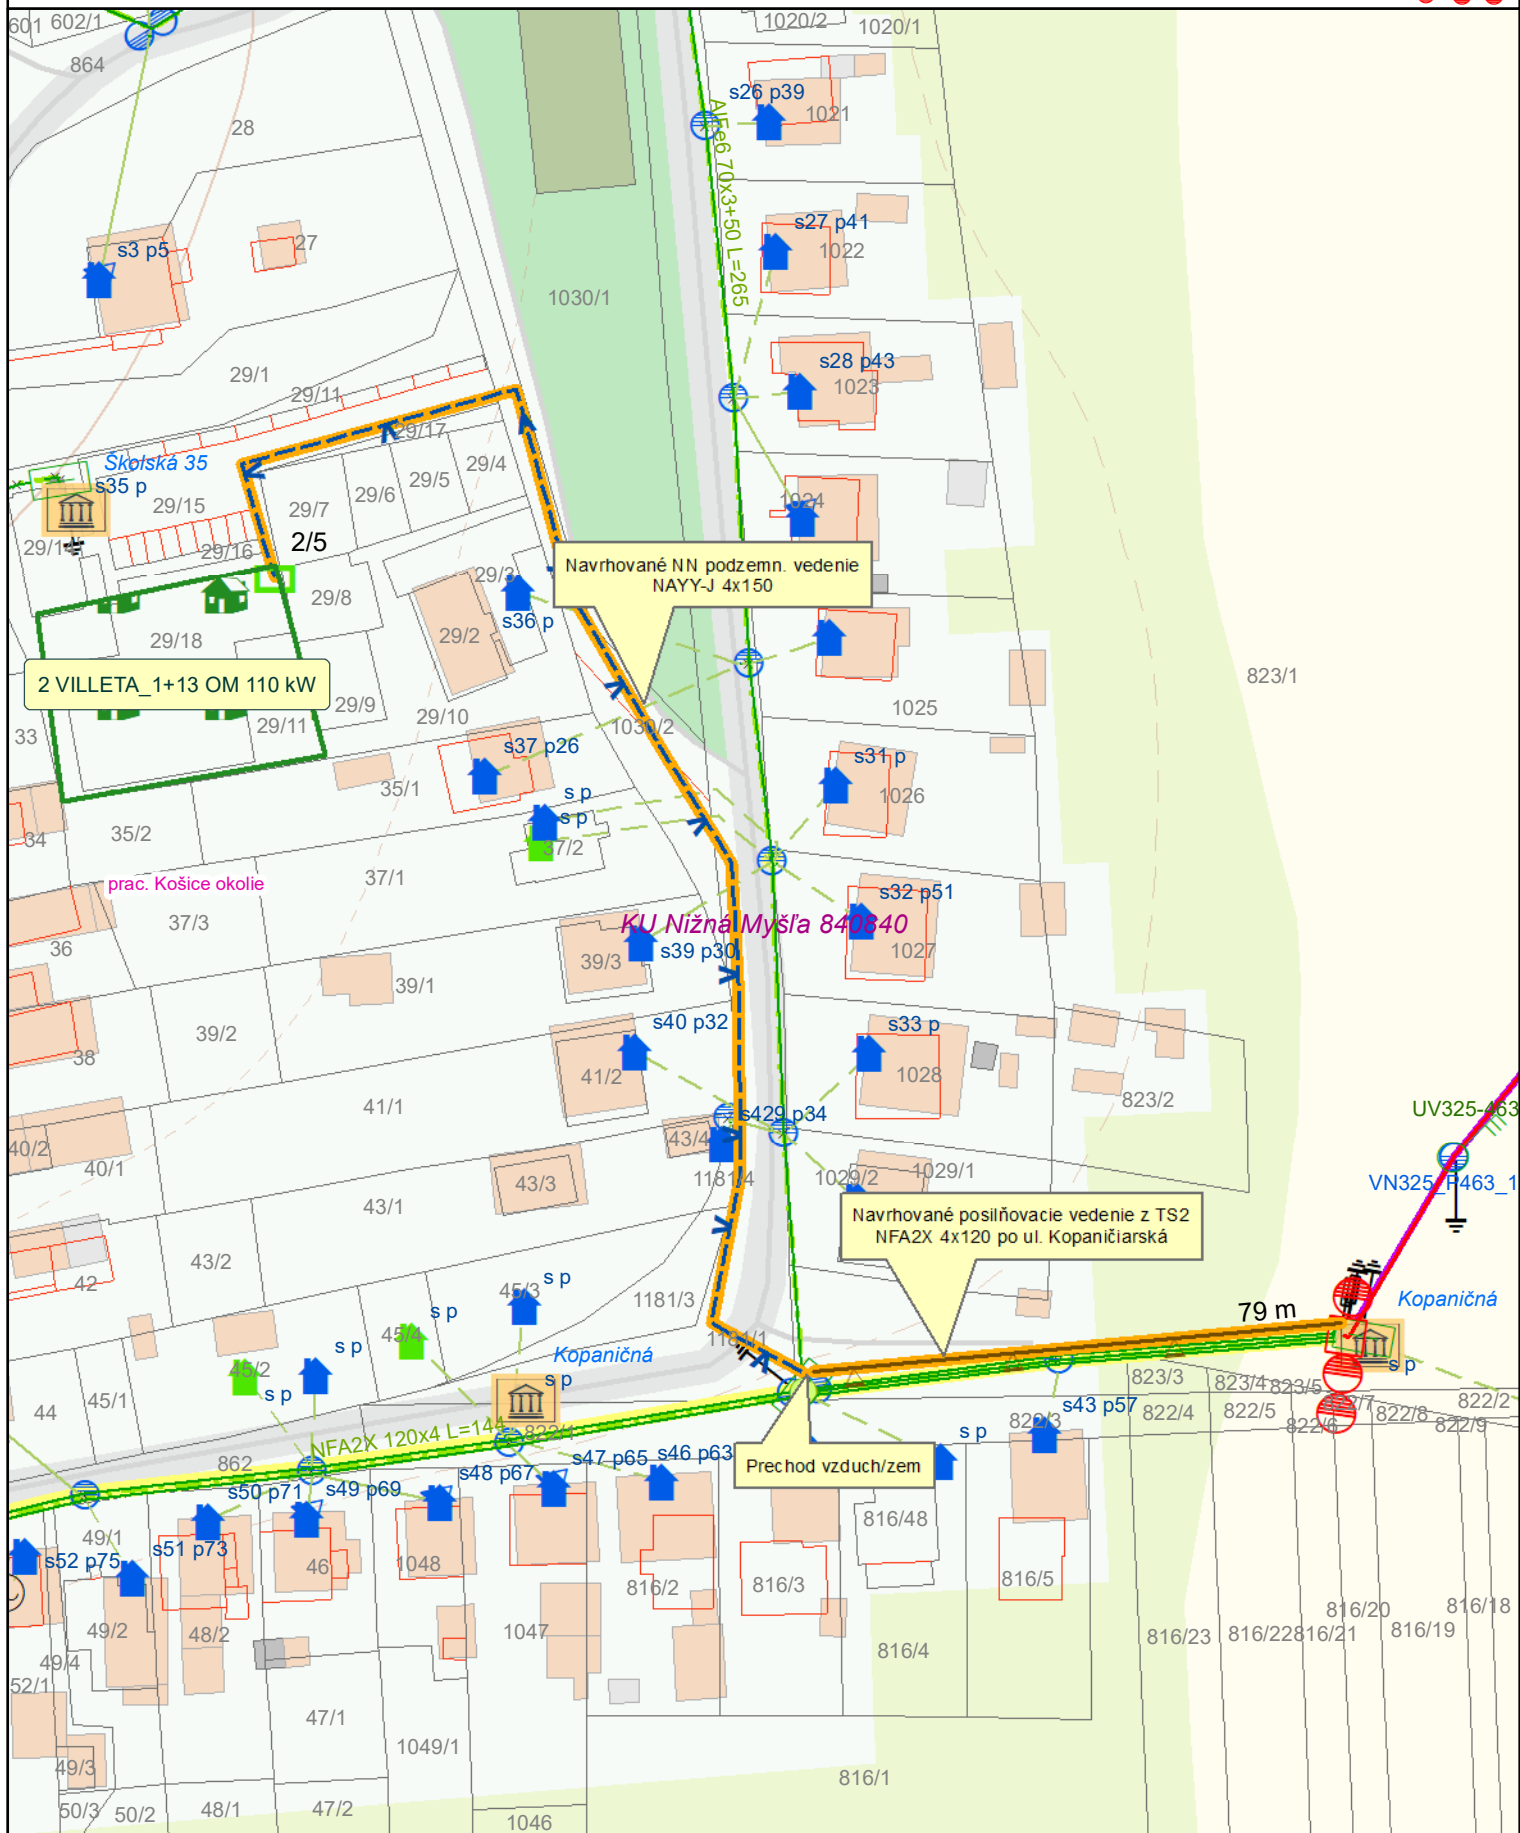 601
602/1
864
1020/2
1020/1
28
s26 p39
1021
AlFe6 70x3+50 L=265
s3 p5
27
s27 p41
1022
1030/1
s28 p43
1023
29/1
29/11
29/17
Školská 35
s35 p
29/15
29/7
29/6
29/5
29/4
1024
29/14
29/16
2/5
29/8
29/3
s36 p
Navrhované NN podzemn. vedenie
NAYY-J 4x150
29/18
29/2
2 VILLETA_1+13 OM 110 kW
29/9
29/11
29/10
33
1030/2
1025
823/1
s37 p26
s31 p
1026
35/1
s p
s p
34
35/2
37/2
37/1
prac. Košice okolie
s32 p51
37/3
KU Nižná Myšľa 840840
36
39/3
s39 p30
1027
39/1
39/2
s40 p32
s33 p
38
41/2
1028
41/1
823/2
UV325-463
s429 p34
43/4
40/2
40/1
43/3
1181/4
1029/2
1029/1
VN325_P463_1
43/1
Navrhované posilňovacie vedenie z TS2
NFA2X 4x120 po ul. Kopaničiarská
43/2
42
45/3
s p
1181/3
79 m
Kopaničná
s p
45/4
1181/1
s p
Kopaničná
s p
45/2
s p
s p
44
45/1
823/3
823/4
823/5
822/7
822/2
822/3
s43 p57
822/4
822/5
822/6
822/8
822/9
NFA2X 120x4 L=144
822/1
s p
862
s47 p65
s46 p63
Prechod vzduch/zem
s48 p67
s50 p71
s49 p69
49/1
s51 p73
s52 p75
816/48
46
1048
816/2
816/3
816/5
49/2
48/2
1047
816/4
816/23
816/22
816/21
816/20
816/19
816/18
49/4
52/1
47/1
1049/1
49/3
816/1
50/3
50/2
48/1
47/2
1046